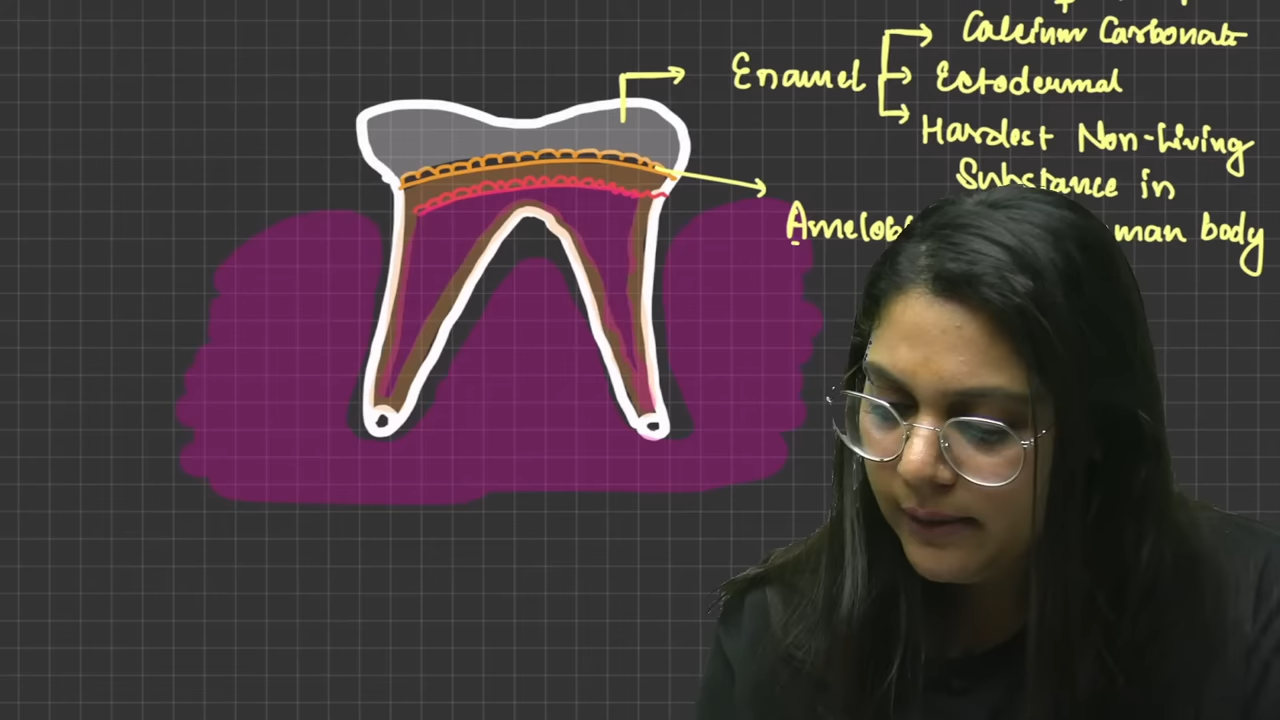 Calcium Carbonate
Enamel
Ectodermal
Hardest Non-Living
Substance in
man body